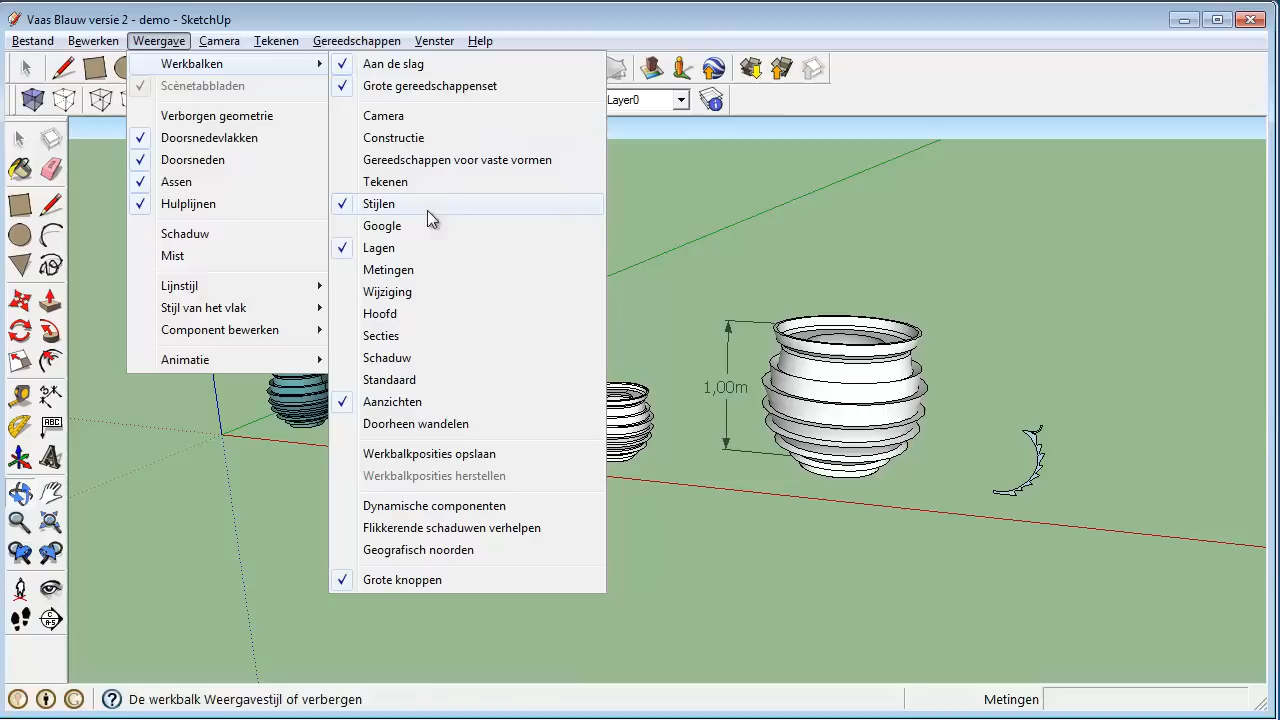 Vaas Blauw versie 2 - demo - SketchUp
Bestand Bewerken Weergave Camera Tekenen Gereedschappen Venster Help
Layer0
Werkbalken
Scènetabbladen
Verborgen geometrie
Doorsnedevlakken
Doorsneden
Assen
Hulplijnen
Schaduw
Mist
Lijnstijl
Stijl van het vlak
Component bewerken
Animatie
Aan de slag
Grote gereedschappenset
Camera
Constructie
Gereedschappen voor vaste vormen
Tekenen
Stijlen
Google
Lagen
Metingen
Wijziging
Hoofd
Secties
Schaduw
Standaard
Aanzichten
Doorheen wandelen
Werkbalkposities opslaan
Werkbalkposities herstellen
Dynamische componenten
Flikkerende schaduwen verhelpen
Geografisch noorden
Grote knoppen
1,00m
ABC
De werkbalk Weergavestijl of verbergen
Metingen